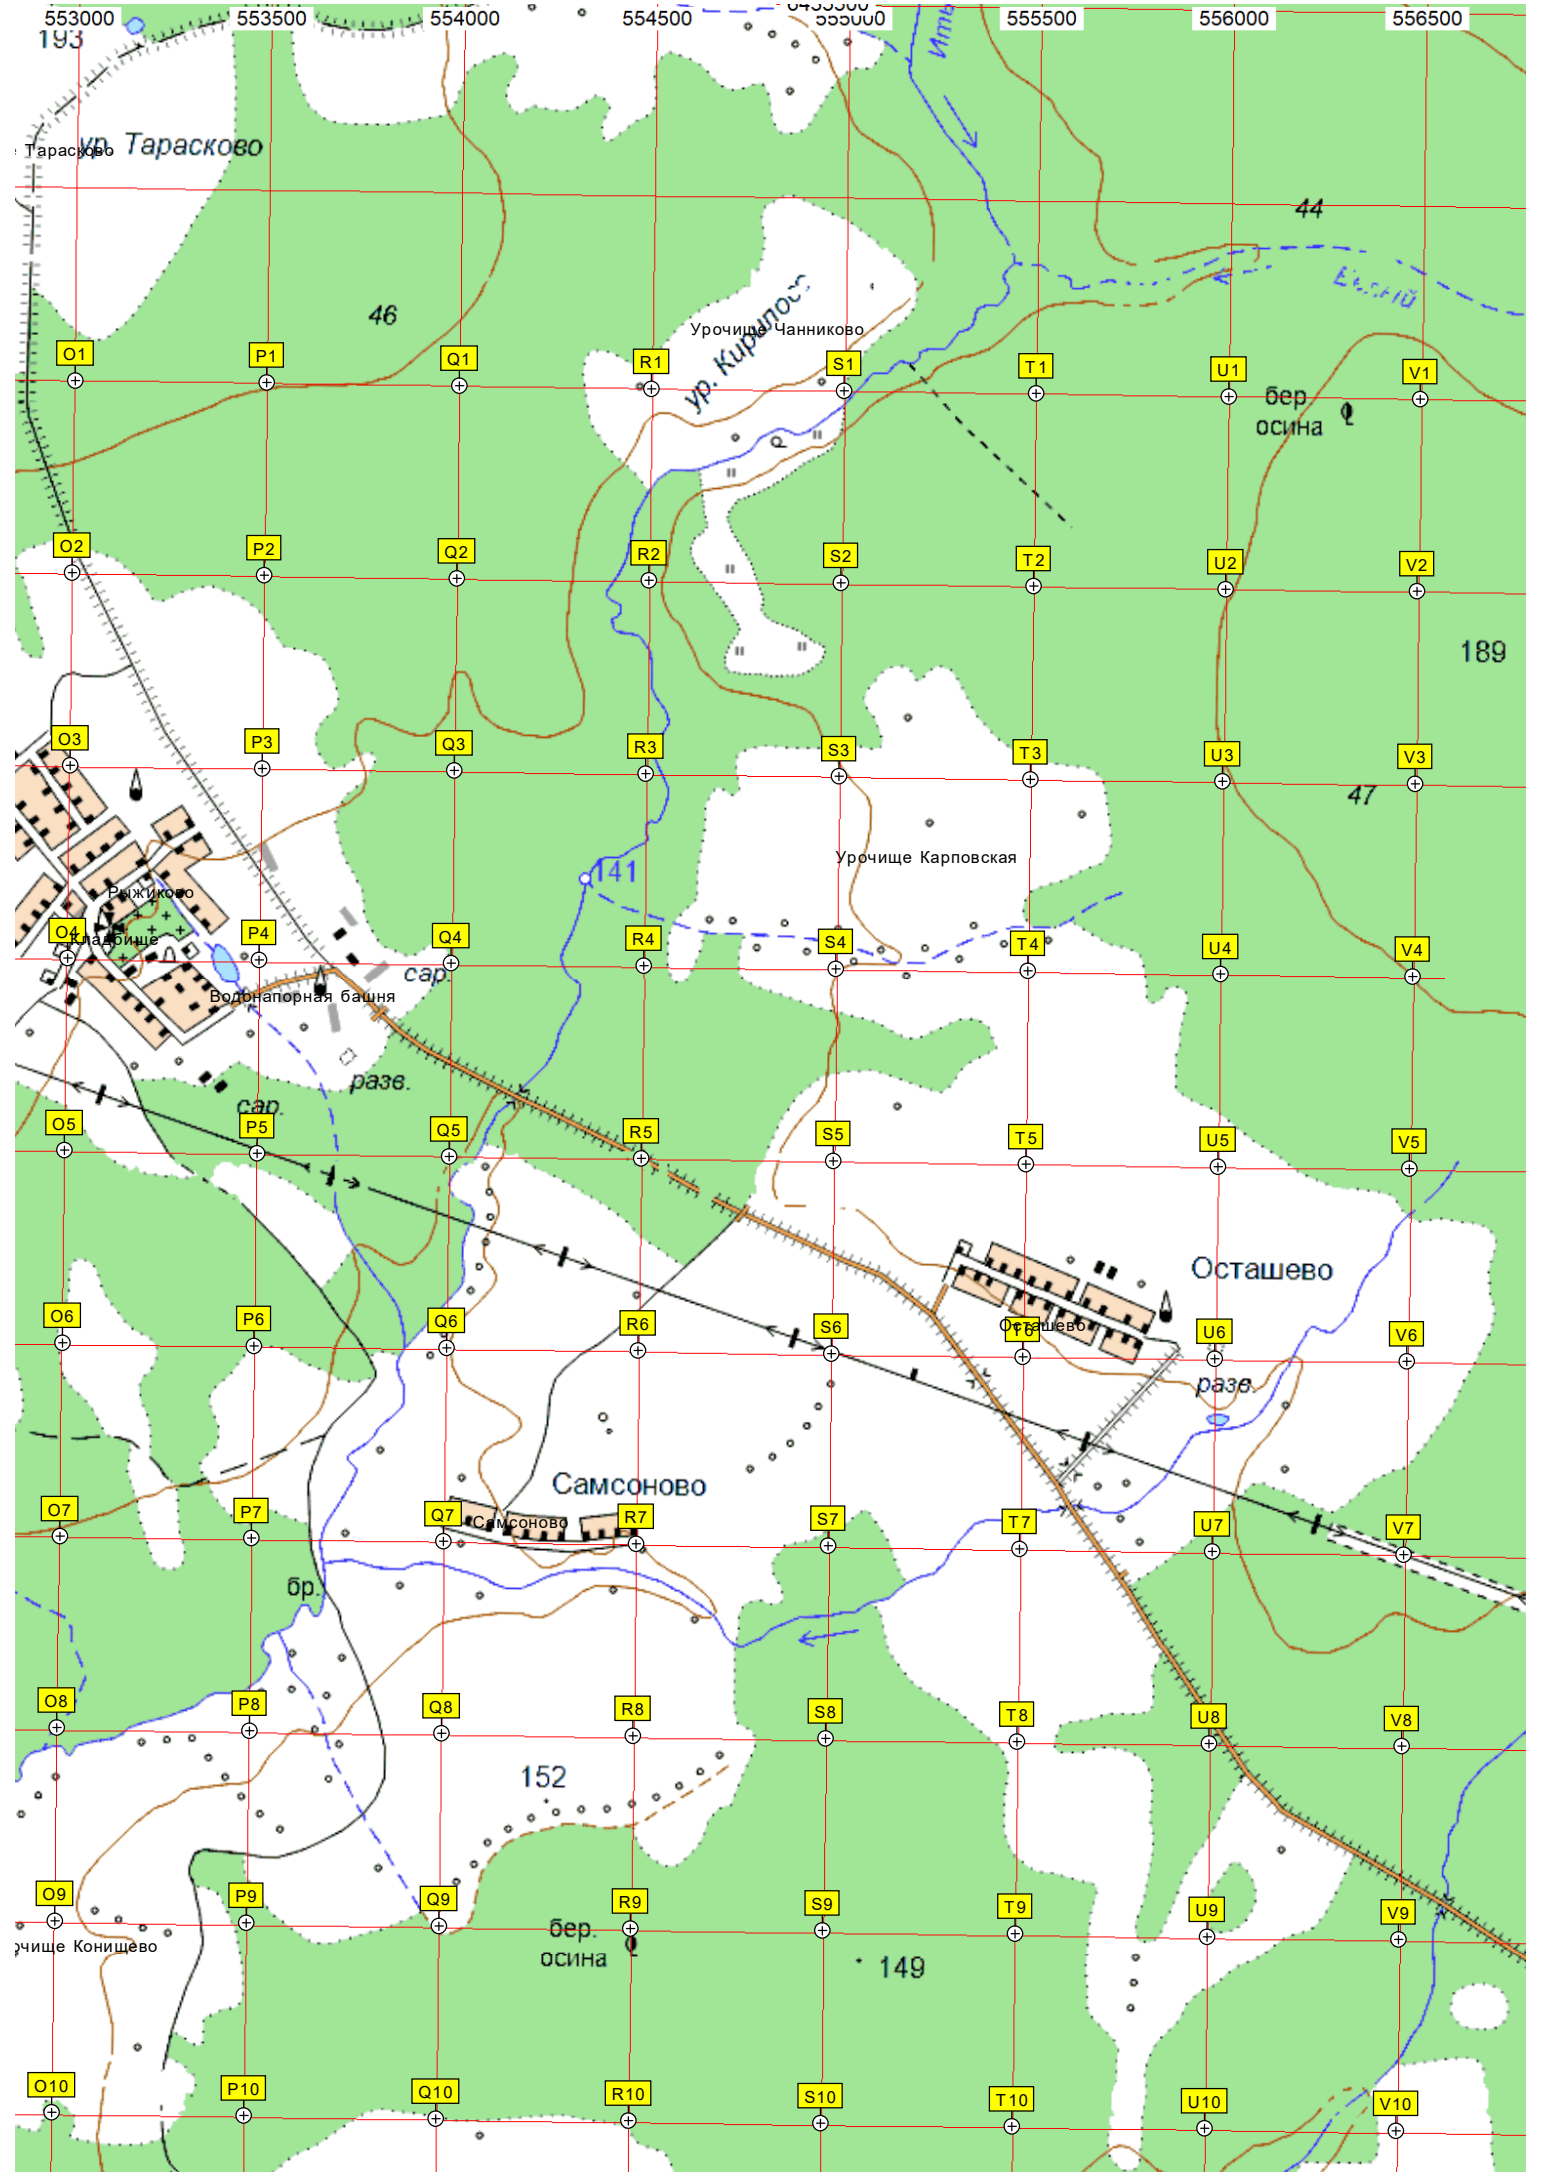 553000 553500 554000 554500 555000 555500 556000 556500
193
ур. Тарасково
Тарасково
44
46
Урочище Чанниково
ур. Кирилово
O1 P1 Q1 R1 S1 T1 U1 V1
бер
осина
O2 P2 Q2 R2 S2 T2 U2 V2
189
O3 P3 Q3 R3 S3 T3 U3 V3
47
Урочище Карповская
141
Рыжиково
O4 P4 Q4 R4 S4 T4 U4 V4
Кладбище
сар.
Водонапорная башня
разв.
сар.
O5 P5 Q5 R5 S5 T5 U5 V5
Осташево
O6 P6 Q6 R6 S6 T6 U6 V6
Осташево
разв.
Самсоново
O7 P7 Q7 R7 S7 T7 U7 V7
Самсоново
бр.
O8 P8 Q8 R8 S8 T8 U8 V8
152
O9 P9 Q9 R9 S9 T9 U9 V9
бер.
осина
очище Конищево
149
O10 P10 Q10 R10 S10 T10 U10 V10